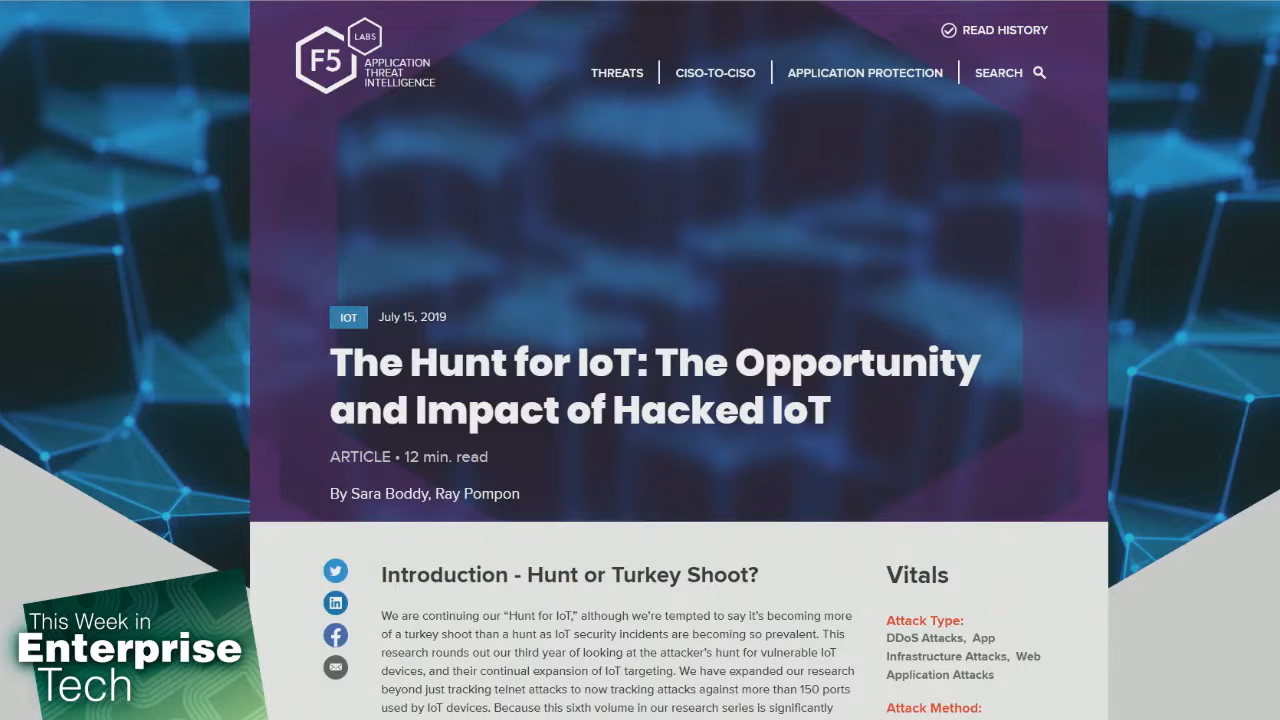 LABS
F5
APPLICATION
THREAT
INTELLIGENCE
READ HISTORY
THREATS
CISO-TO-CISO
APPLICATION PROTECTION
SEARCH
IOT
July 15, 2019
The Hunt for IoT: The Opportunity
and Impact of Hacked IoT
ARTICLE • 12 min. read
By Sara Boddy, Ray Pompon
Introduction - Hunt or Turkey Shoot?
We are continuing our “Hunt for IoT,” although we’re tempted to say it’s becoming more
of a turkey shoot than a hunt as IoT security incidents are becoming so prevalent. This
research rounds out our third year of looking at the attacker’s hunt for vulnerable IoT
devices, and their continual expansion of IoT targeting. We have expanded our research
beyond just tracking telnet attacks to now tracking attacks against more than 150 ports
used by IoT devices. Because this sixth volume in our research series is significantly
Vitals
Attack Type:
DDoS Attacks, App
Infrastructure Attacks, Web
Application Attacks
Attack Method:
This Week in
Enterprise
Tech